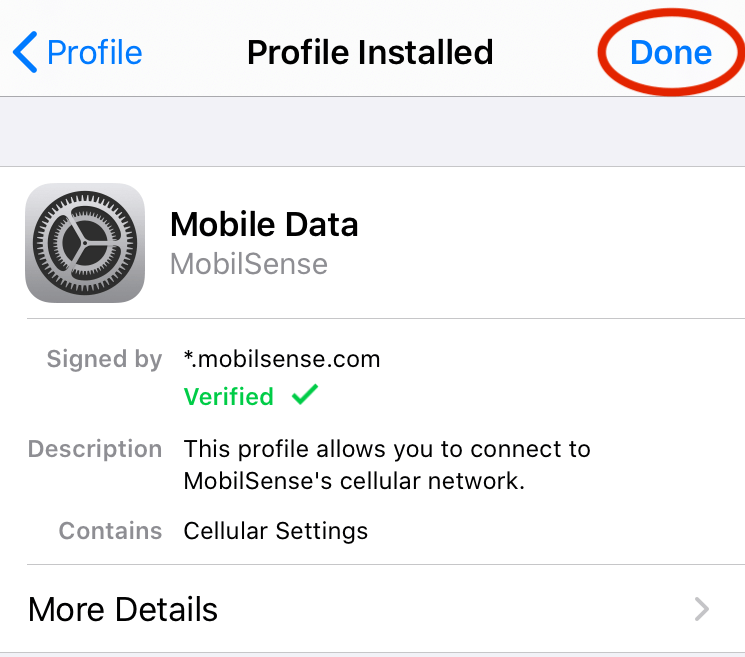 Profile
Profile Installed
Done
Mobile Data
MobilSense
Signed by
*.mobilsense.com
Verified
Description
This profile allows you to connect to
MobilSense's cellular network.
Contains
Cellular Settings
More Details